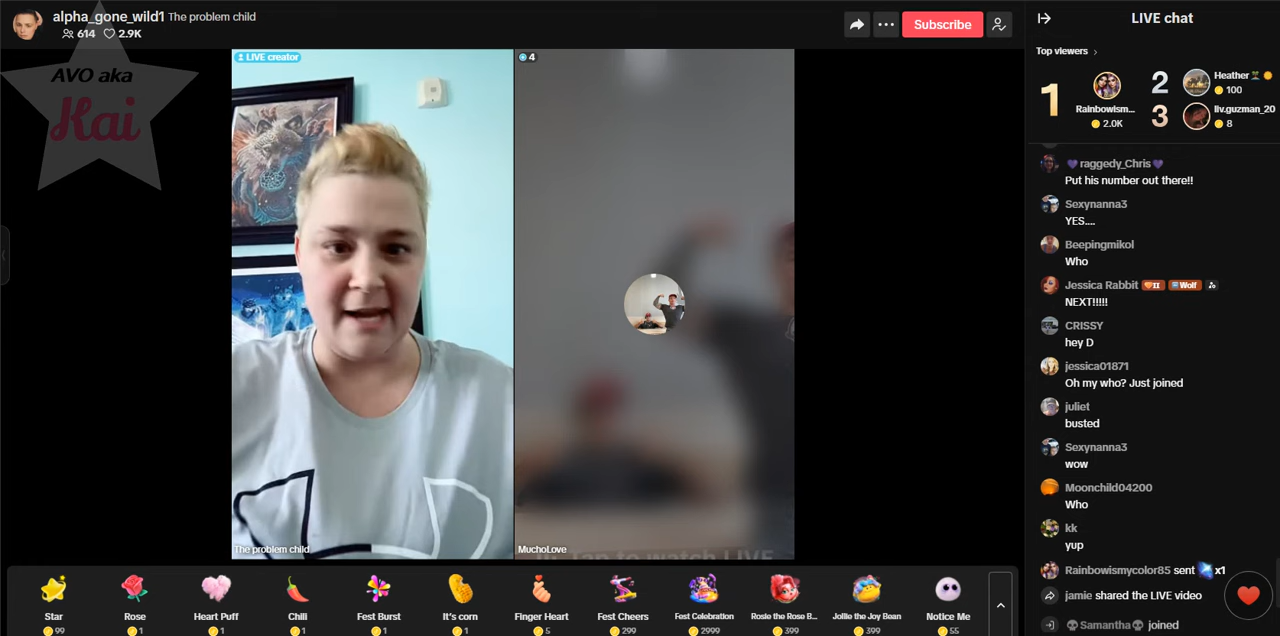 alpha_gone_wild1 The problem child
614 2.9K
Subscribe
AVO aka
Kai
LIVE creator
4
The problem child
MuchoLove
Tap to watch LIVE
Star
99
Rose
1
Heart Puff
1
Chili
1
Fest Burst
1
It's corn
1
Finger Heart
5
Fest Cheers
299
Fest Celebration
2999
Rosie the Rose B...
399
Jollie the Joy Bean
399
Notice Me
55
LIVE chat
Top viewers
1
Rainbowism...
2.0K
2
Heather
100
3
liv.guzman_20
8
raggedy_Chris
Put his number out there!!
Sexynanna3
YES....
Beepingmikol
Who
Jessica Rabbit II Wolf
NEXT!!!!!
CRISSY
hey D
jessica01871
Oh my who? Just joined
juliet
busted
Sexynanna3
wow
Moonchild04200
Who
kk
yup
Rainbowismycolor85 sent x1
jamie shared the LIVE video
Samantha joined